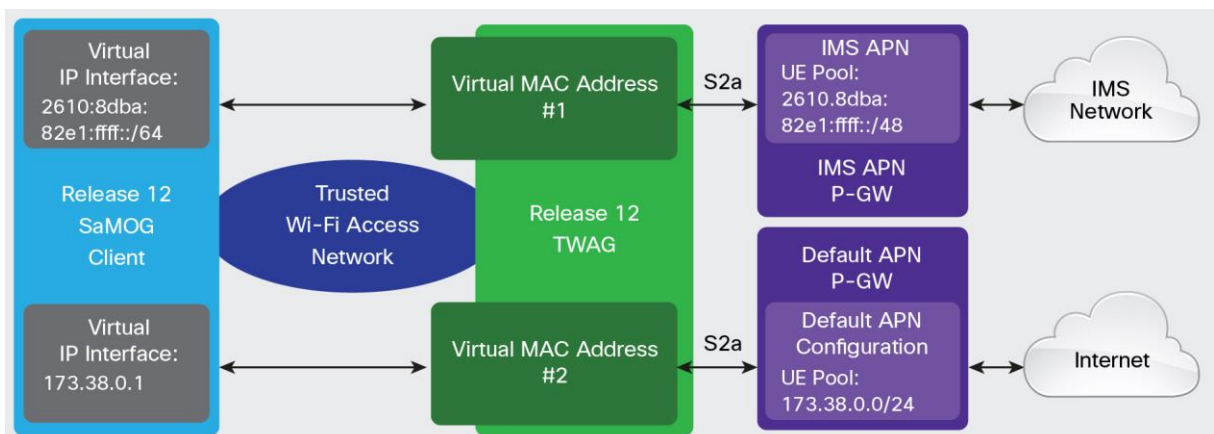 Virtual
IP Interface:
2610:8dba:
82e1:ffff::/64
Release 12
SaMOG
Client
Virtual
IP Interface:
173.38.0.1
Trusted
Wi-Fi Access
Network
Virtual MAC Address
#1
Release 12
TWAG
Virtual MAC Address
#2
S2a
S2a
IMS APN
UE Pool:
2610.8dba:
82e1:ffff::/48
IMS APN
P-GW
Default APN
P-GW
Default APN
Configuration
UE Pool:
173.38.0.0/24
IMS
Network
Internet